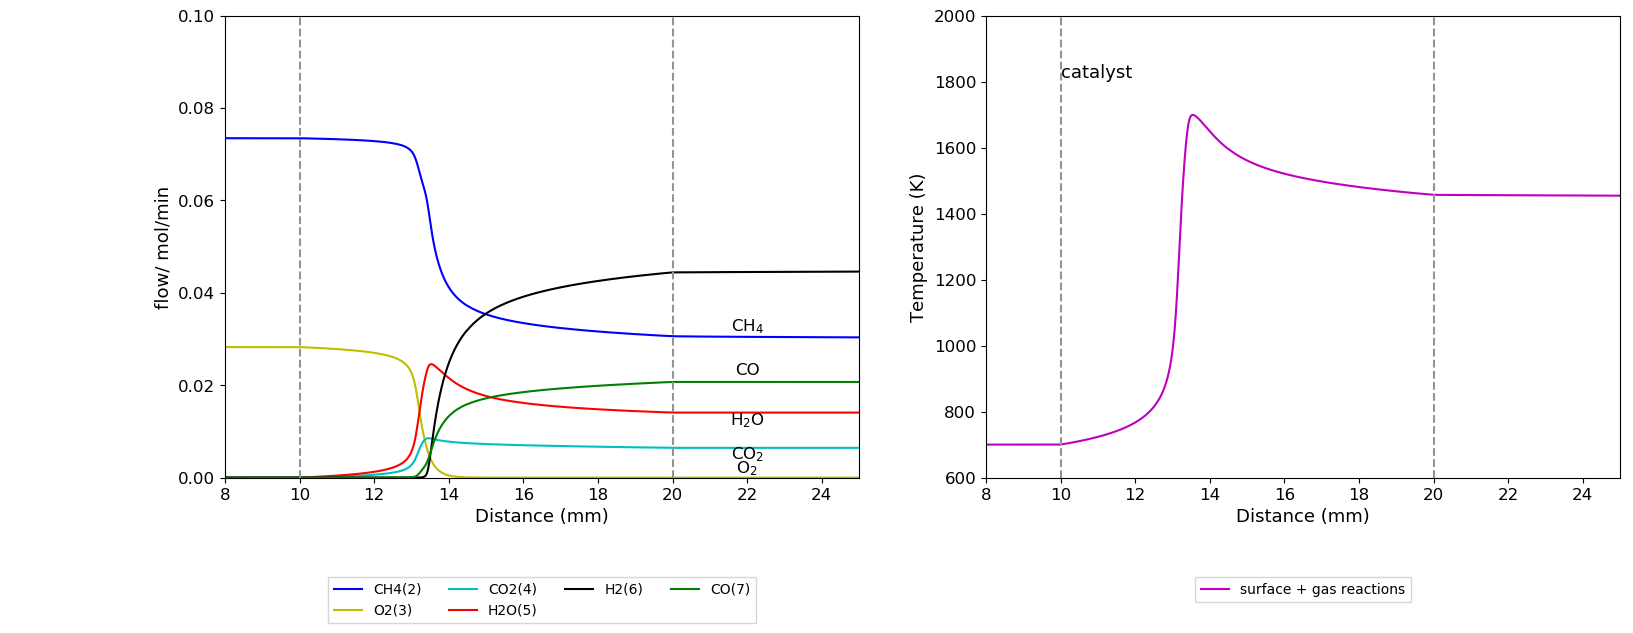 0.10
0.08
0.06
0.04
0.02
0.00
flow/ mol/min
CH₄
CO
H₂O
CO₂
O₂
8 10 12 14 16 18 20 22 24
Distance (mm)
CH4(2) CO2(4) H2(6) CO(7)
O2(3) H2O(5)
2000
1800
1600
1400
1200
1000
800
600
Temperature (K)
catalyst
8 10 12 14 16 18 20 22 24
Distance (mm)
surface + gas reactions